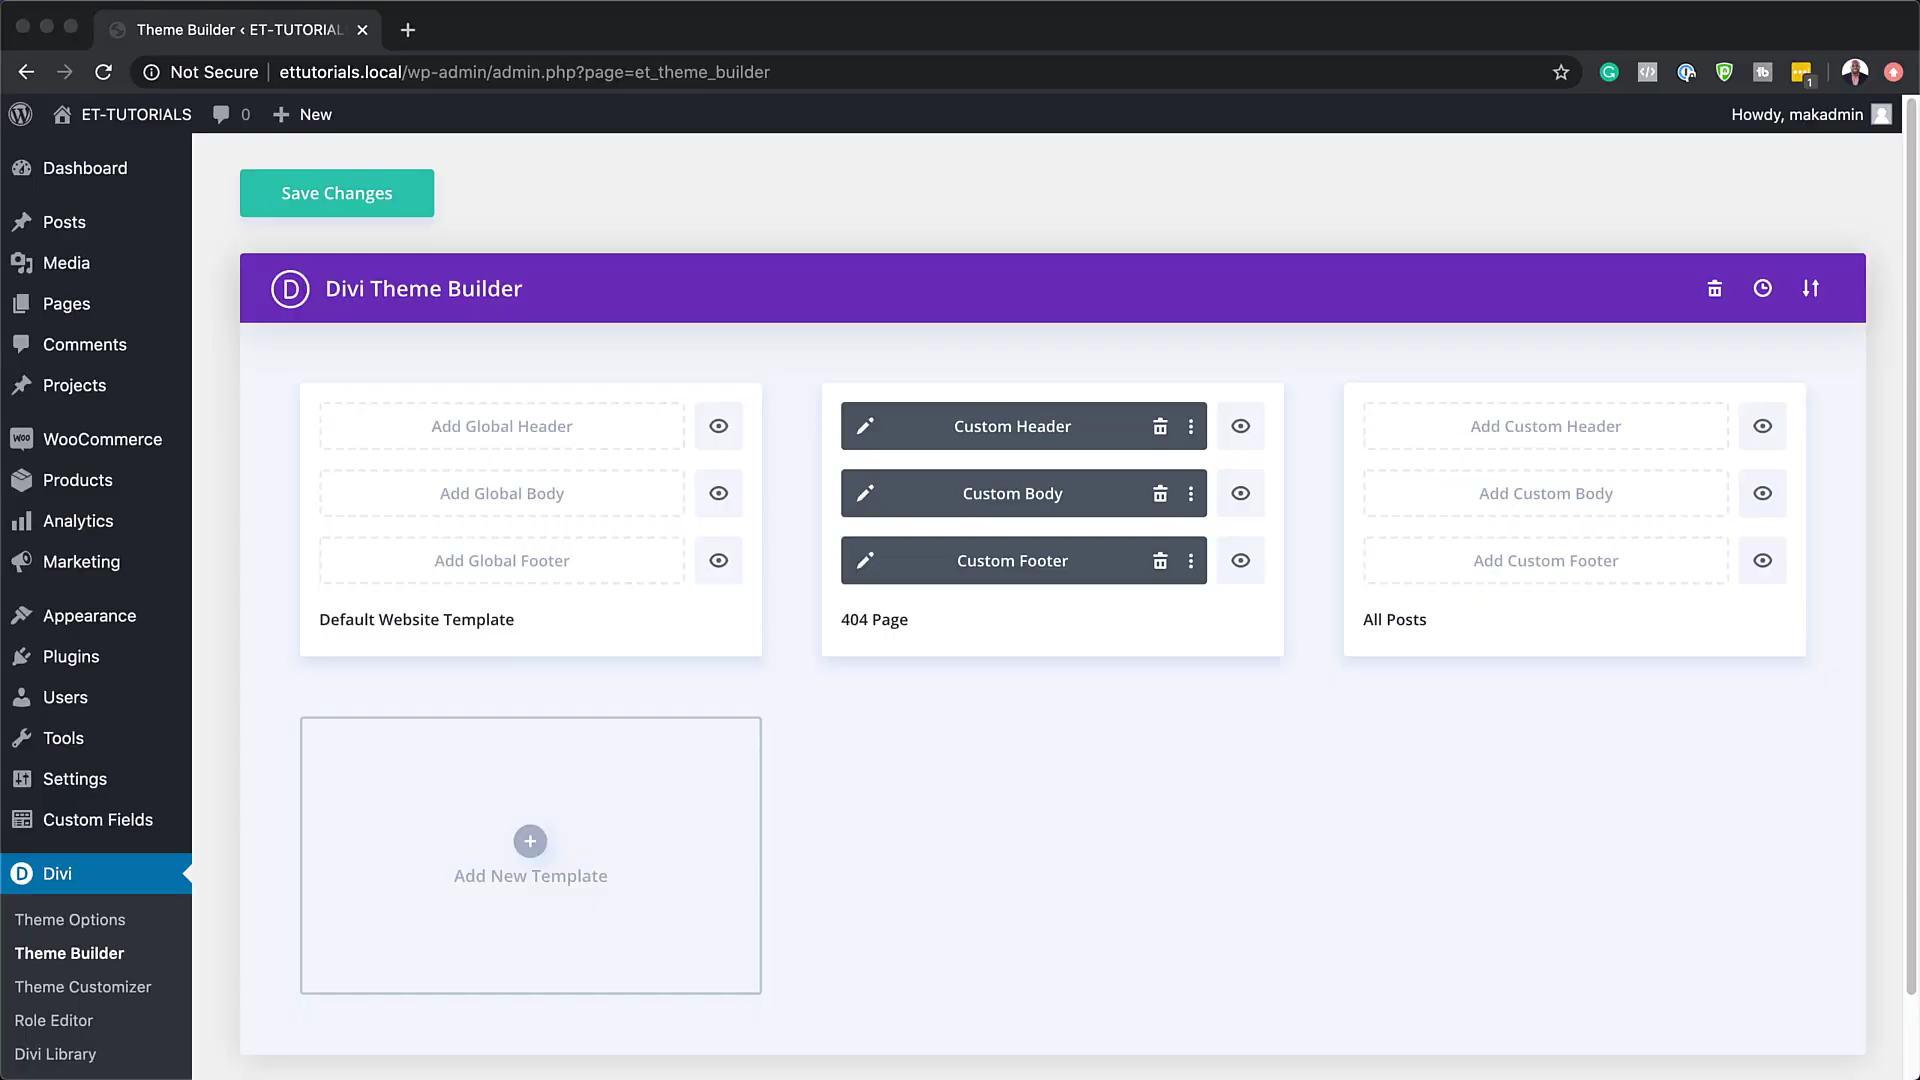 Theme Builder ‹ ET-TUTORIAL
Not Secure
ettutorials.local/wp-admin/admin.php?page=et_theme_builder
1
ET-TUTORIALS
0
New
Howdy, makadmin
Dashboard
Posts
Media
Pages
Comments
Projects
WooCommerce
Products
Analytics
Marketing
Appearance
Plugins
Users
Tools
Settings
Custom Fields
Divi
Theme Options
Theme Builder
Theme Customizer
Role Editor
Divi Library
Save Changes
Divi Theme Builder
Add Global Header
Add Global Body
Add Global Footer
Default Website Template
Custom Header
Custom Body
Custom Footer
404 Page
Add Custom Header
Add Custom Body
Add Custom Footer
All Posts
Add New Template